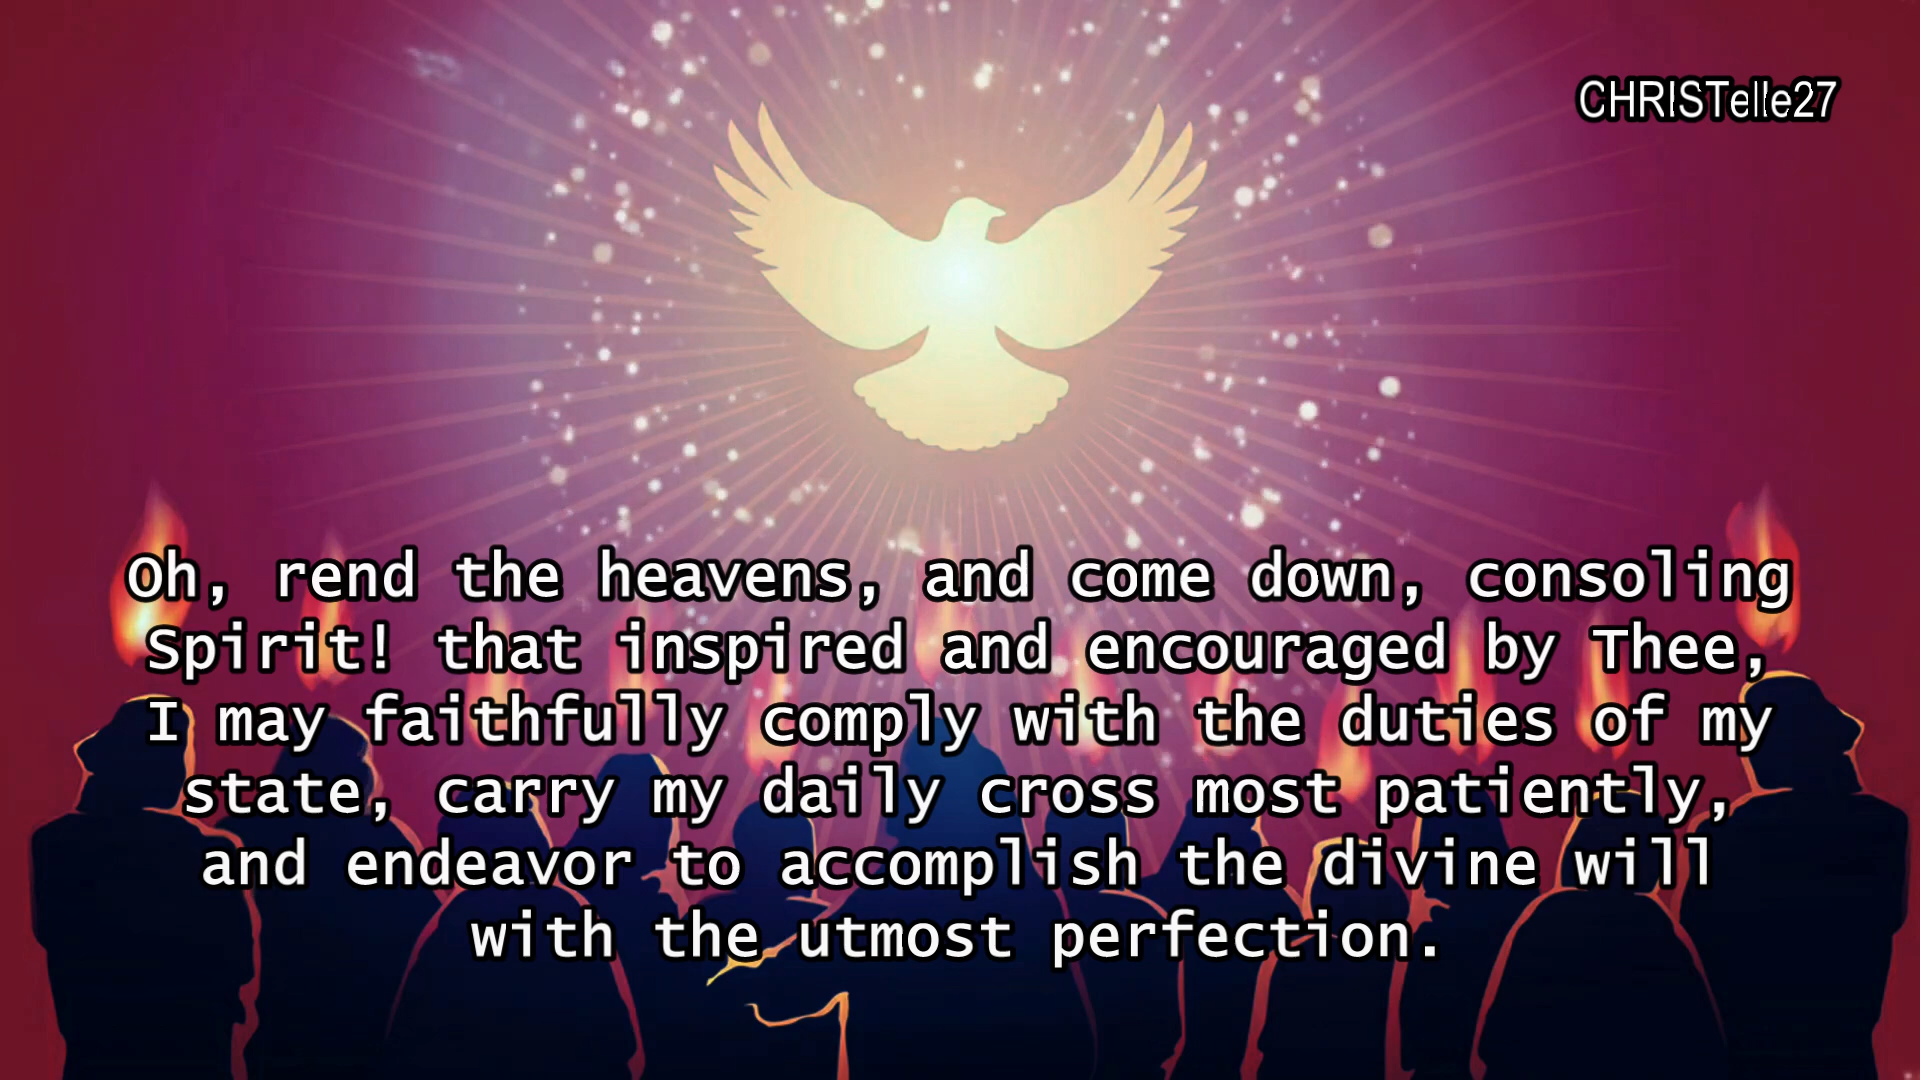 CHRISTelle27
Oh, rend the heavens, and come down, consoling
Spirit! that inspired and encouraged by Thee,
I may faithfully comply with the duties of my
state, carry my daily cross most patiently,
and endeavor to accomplish the divine will
with the utmost perfection.